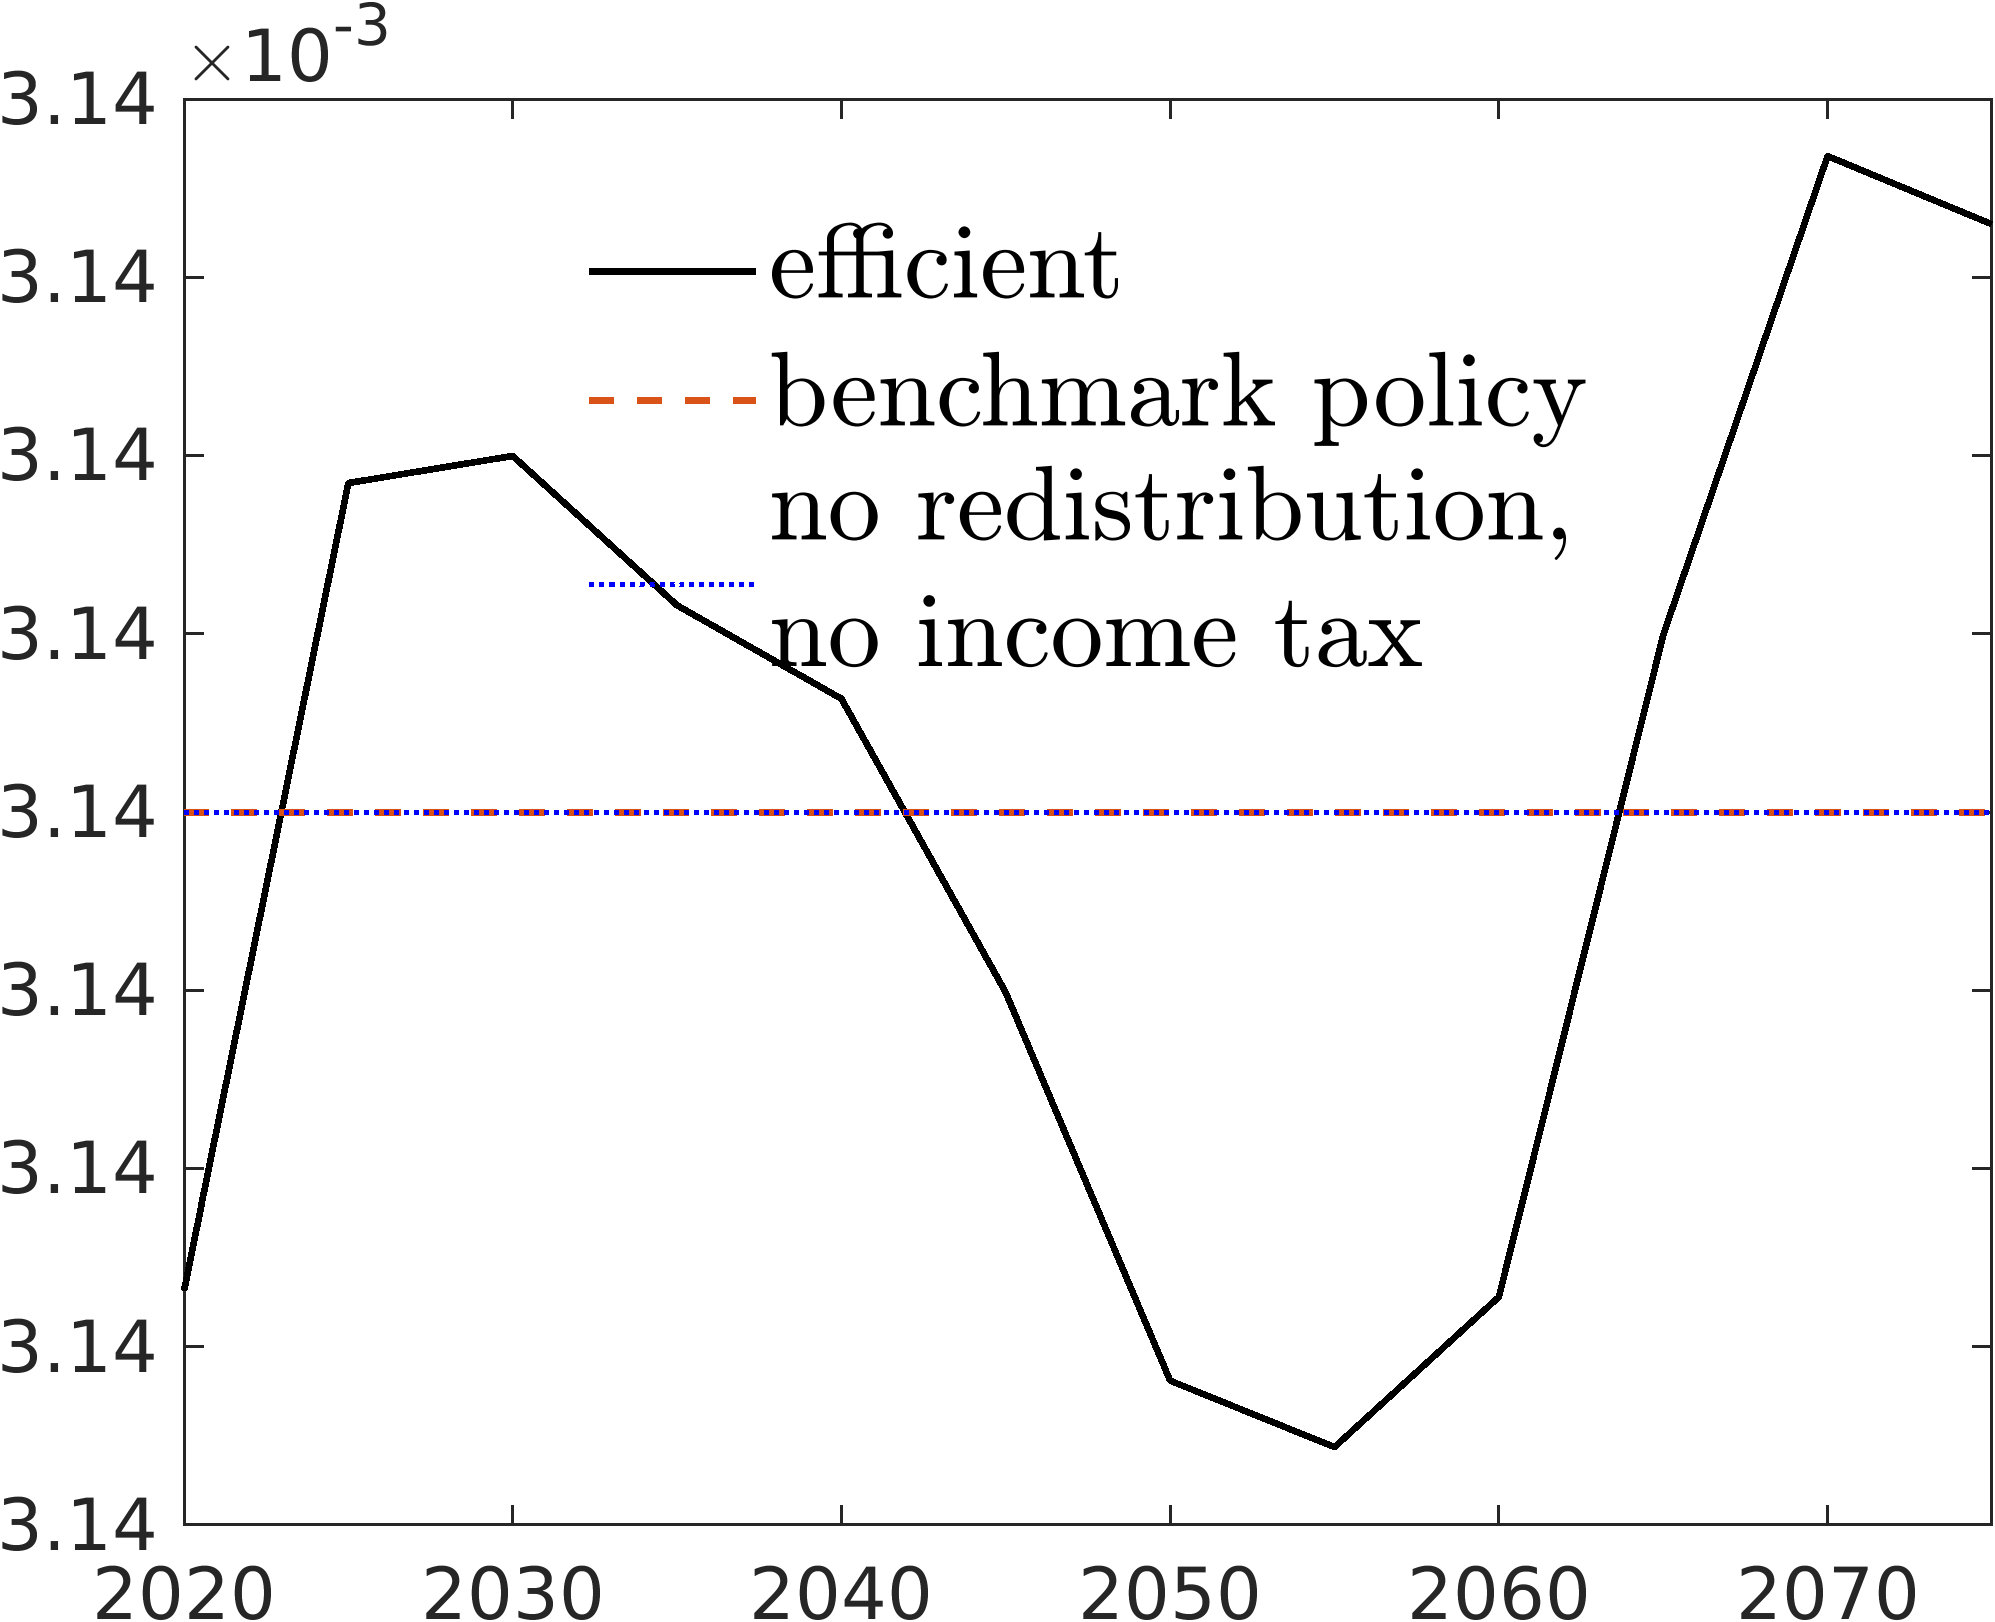 ×10-3
3.14
3.14
3.14
3.14
3.14
3.14
3.14
3.14
3.14
efficient
benchmark policy
no redistribution,
no income tax
2020 2030 2040 2050 2060 2070